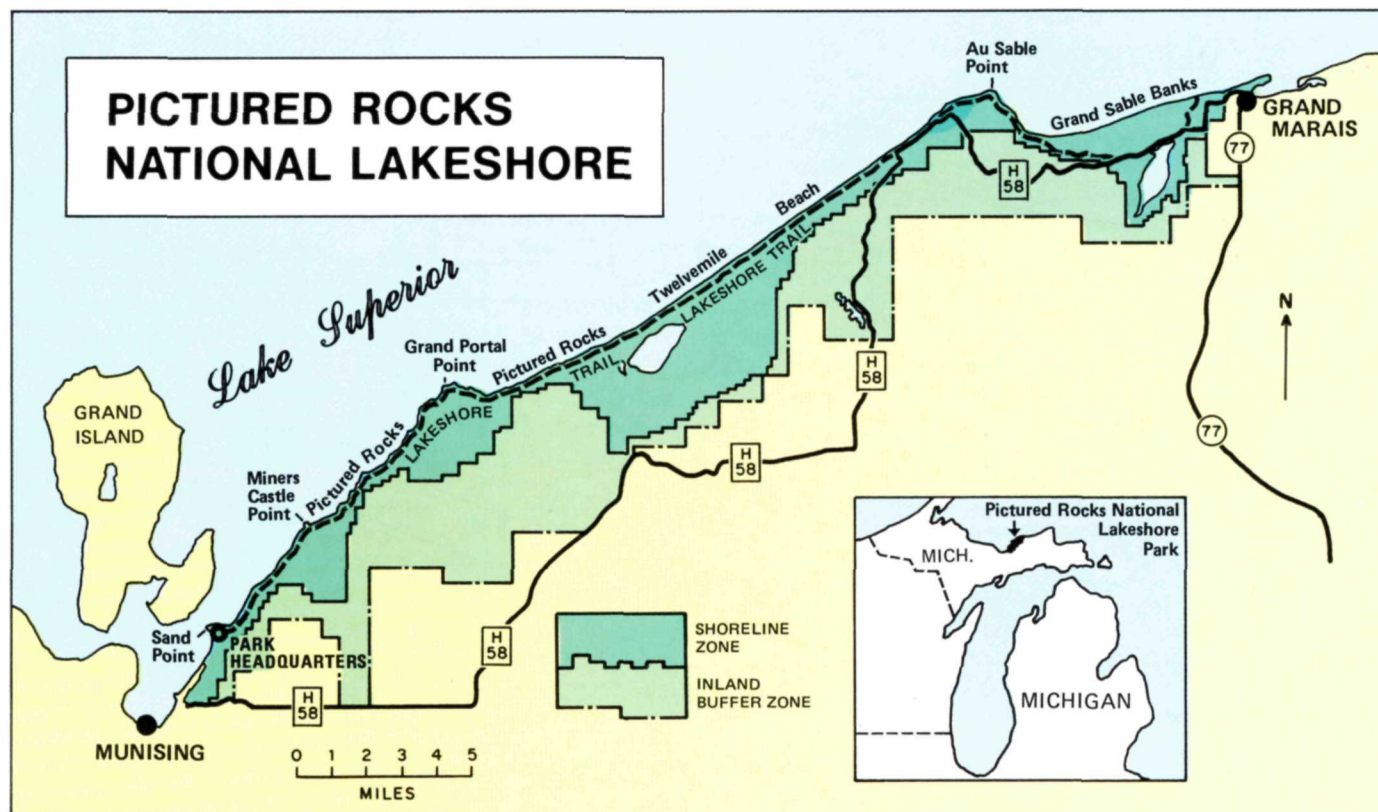 PICTURED ROCKS
NATIONAL LAKESHORE
Au Sable
Point
Grand Sable Banks
GRAND
MARAIS
77
H
58
Beach
Twelvemile
LAKESHORE TRAIL
Lake Superior
Grand Portal
Point
Pictured Rocks
TRAIL
H
58
N
77
GRAND
ISLAND
LAKESHORE
Pictured Rocks
Miners
Castle
Point
H
58
Sand
Point
PARK
HEADQUARTERS
H
58
MUNISING
0 1 2 3 4 5
MILES
SHORELINE
ZONE
INLAND
BUFFER ZONE
Pictured Rocks National
Lakeshore
Park
MICH.
MICHIGAN